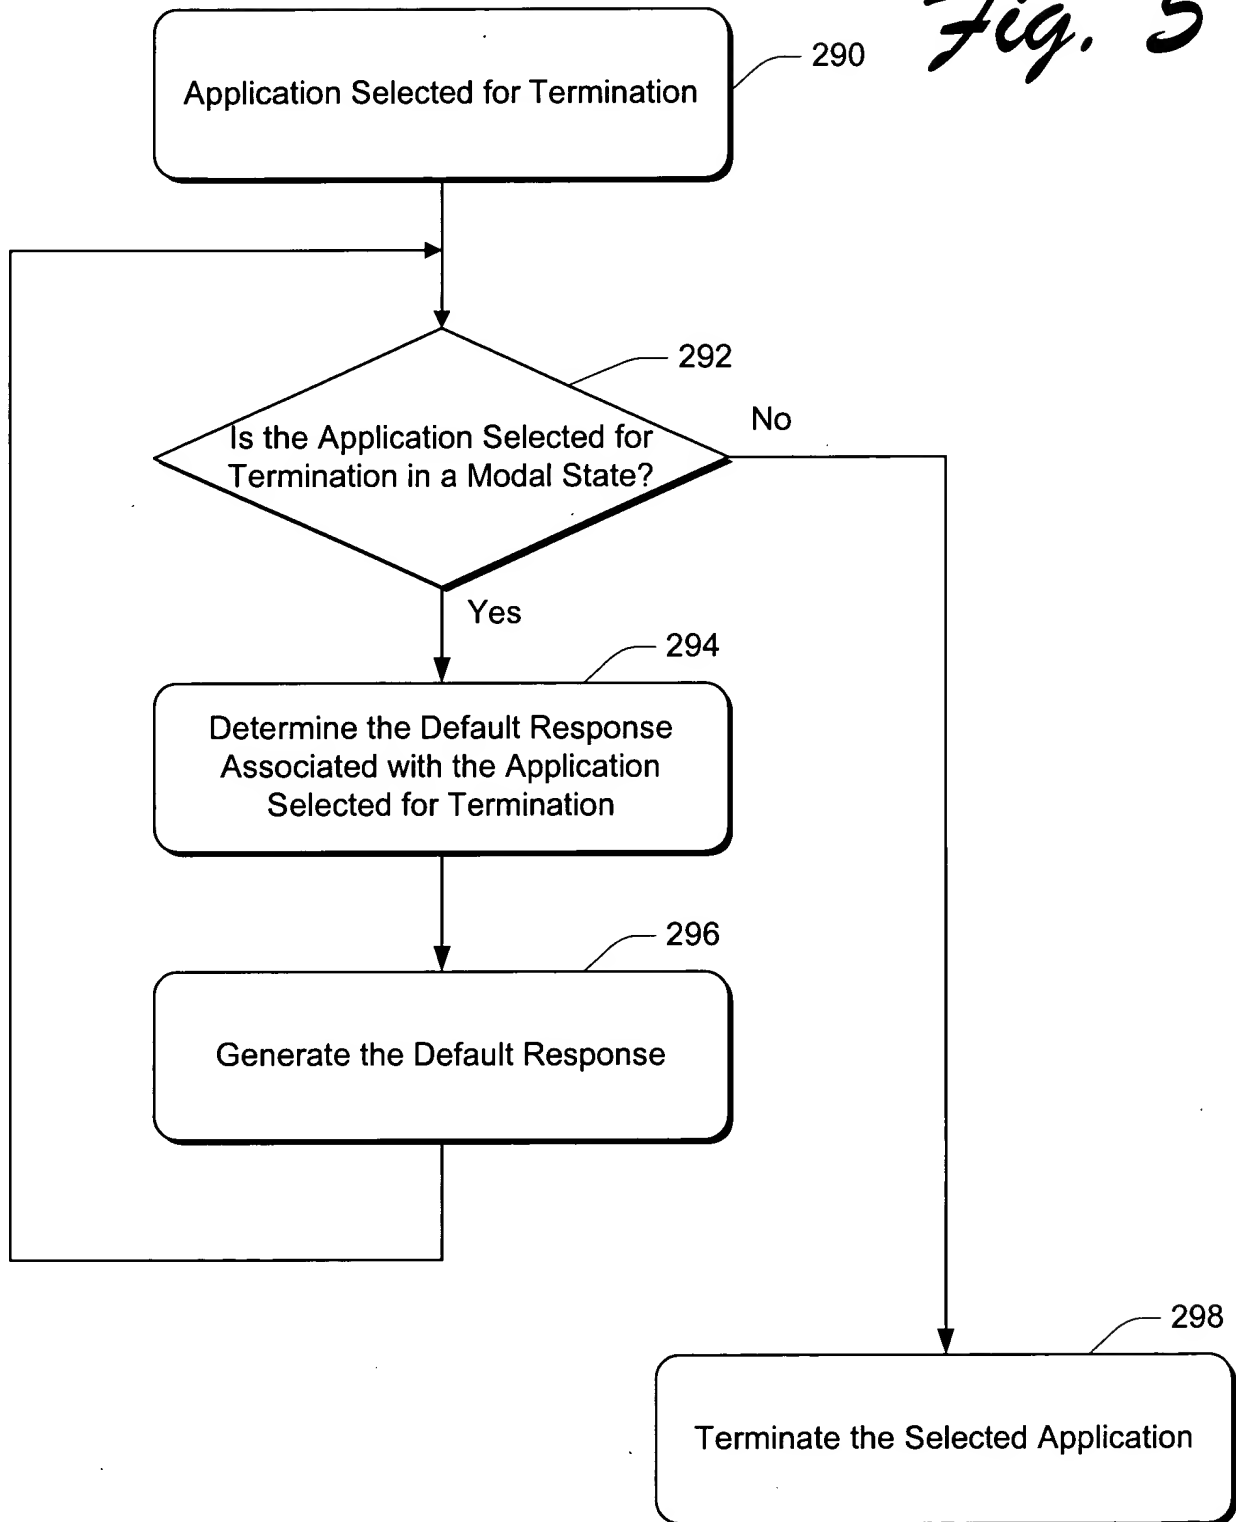 Fig. 5
290
Application Selected for Termination
292
No
Is the Application Selected for
Termination in a Modal State?
Yes
294
Determine the Default Response
Associated with the Application
Selected for Termination
296
Generate the Default Response
298
Terminate the Selected Application